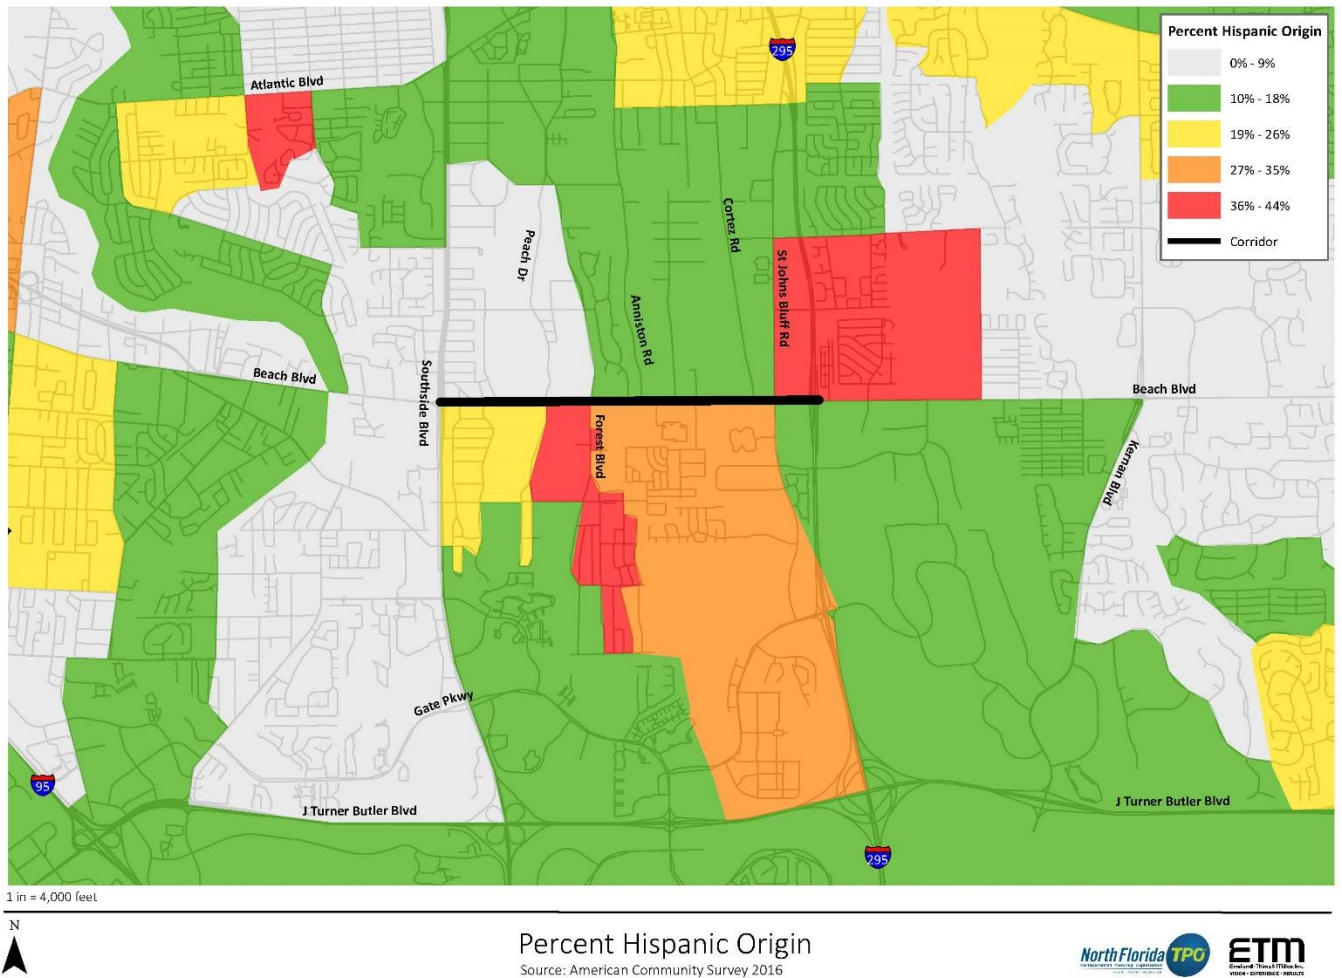 295
Percent Hispanic Origin
0% - 9%
10% - 18%
19% - 26%
27% - 35%
36% - 44%
Corridor
Atlantic Blvd
Cortez Rd
Peach Dr
St Johns Bluff Rd
Anniston Rd
Beach Blvd
Southside Blvd
Beach Blvd
Forest Blvd
Kernan Blvd
Gate Pkwy
95
J Turner Butler Blvd
J Turner Butler Blvd
295
1 in = 4,000 feet
N
Percent Hispanic Origin
Source: American Community Survey 2016
North Florida TPO
ETM
VISION • EXPERIENCE • RESULTS